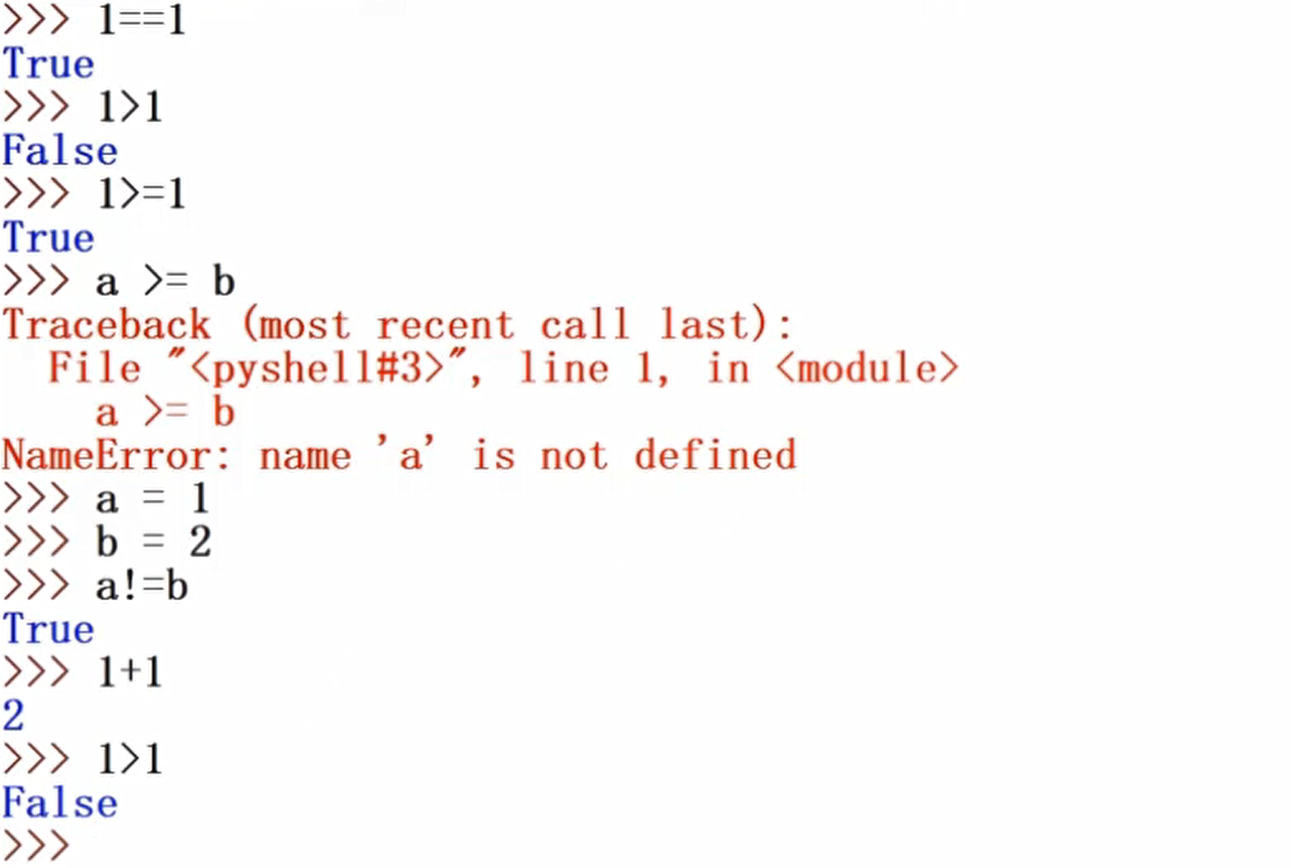 >>> 1==1
True
>>> 1>1
False
>>> 1>=1
True
>>> a >= b
Traceback (most recent call last):
  File "<pyshell#3>", line 1, in <module>
    a >= b
NameError: name 'a' is not defined
>>> a = 1
>>> b = 2
>>> a!=b
True
>>> 1+1
2
>>> 1>1
False
>>>